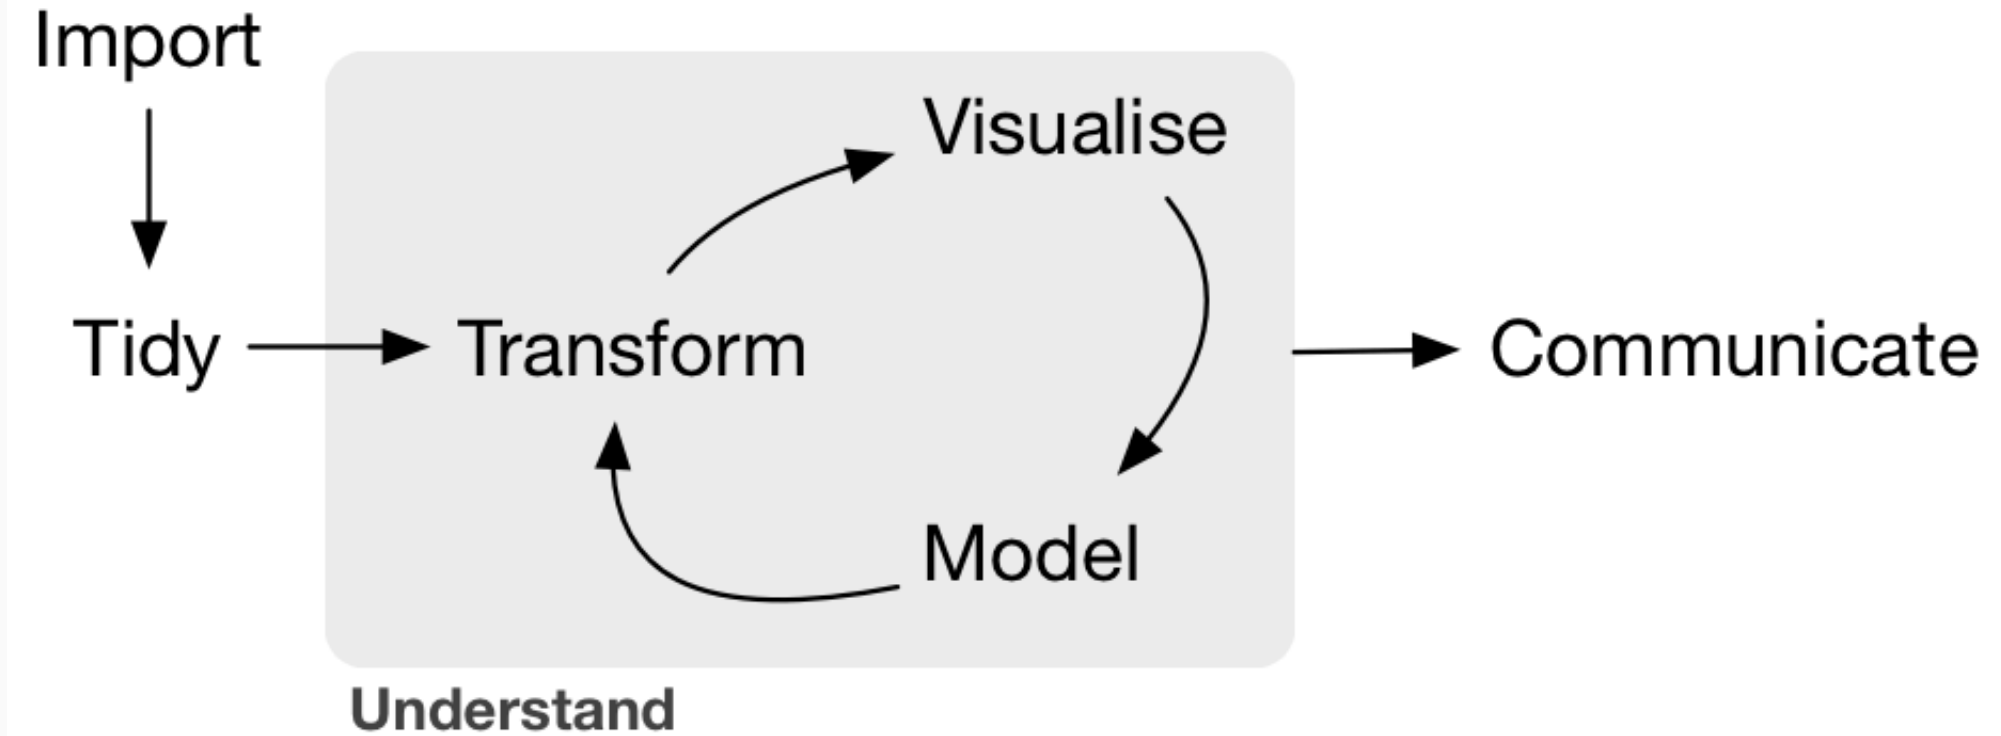 Import
Visualise
Tidy
Transform
Communicate
Model
Understand